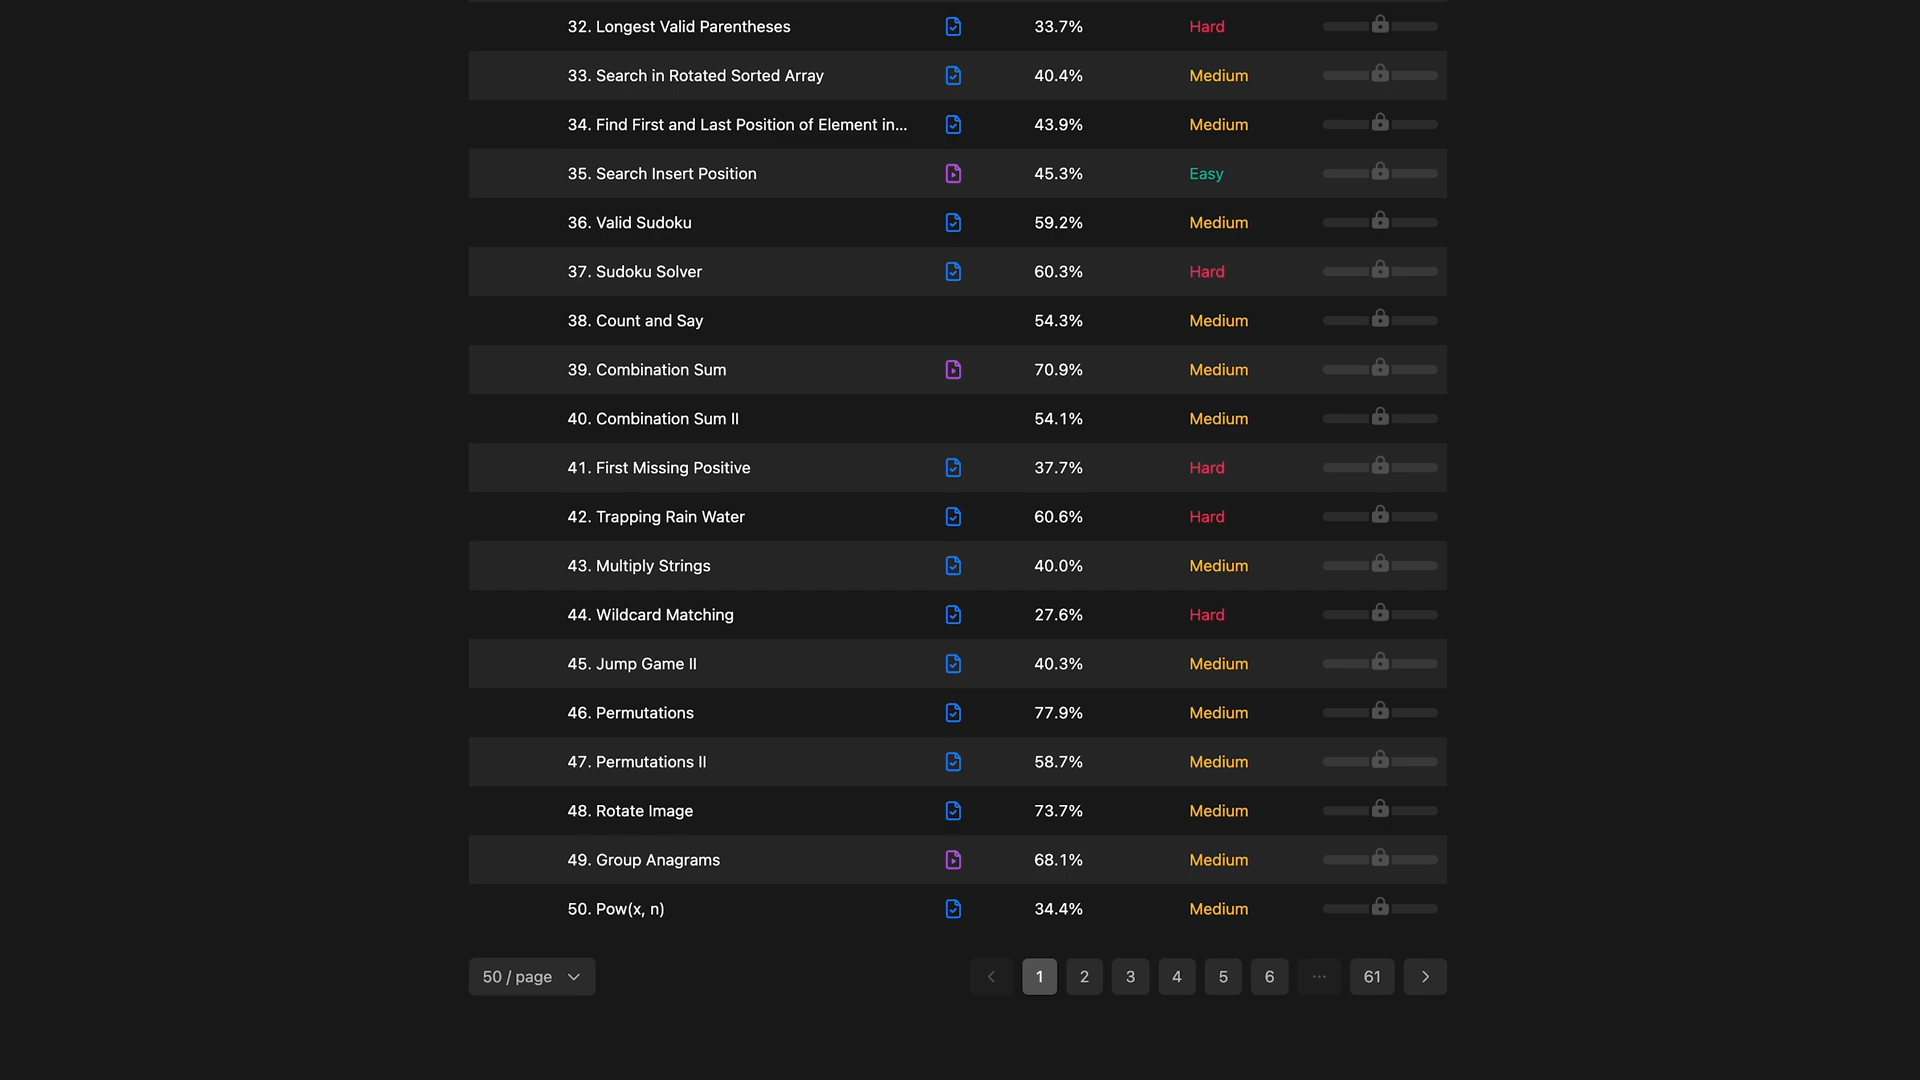 32. Longest Valid Parentheses 33.7% Hard
33. Search in Rotated Sorted Array 40.4% Medium
34. Find First and Last Position of Element in... 43.9% Medium
35. Search Insert Position 45.3% Easy
36. Valid Sudoku 59.2% Medium
37. Sudoku Solver 60.3% Hard
38. Count and Say 54.3% Medium
39. Combination Sum 70.9% Medium
40. Combination Sum II 54.1% Medium
41. First Missing Positive 37.7% Hard
42. Trapping Rain Water 60.6% Hard
43. Multiply Strings 40.0% Medium
44. Wildcard Matching 27.6% Hard
45. Jump Game II 40.3% Medium
46. Permutations 77.9% Medium
47. Permutations II 58.7% Medium
48. Rotate Image 73.7% Medium
49. Group Anagrams 68.1% Medium
50. Pow(x, n) 34.4% Medium
50 / page 1 2 3 4 5 6 ... 61